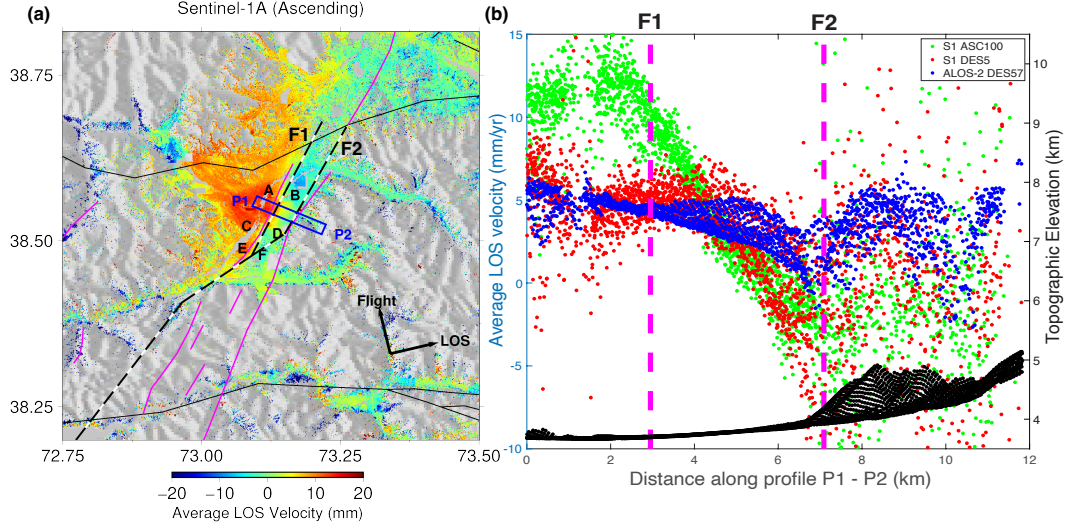 (a)
Sentinel-1A (Ascending)
38.75
38.50
38.25
72.75
73.00
73.25
73.50
F1
F2
A
B
P1
C
P2
D
E
F
Flight
LOS
−20
−10
0
10
20
Average LOS Velocity (mm)
(b)
F1
F2
S1 ASC100
S1 DES5
ALOS-2 DES57
15
10
5
0
-5
-10
Average LOS velocity (mm/yr)
10
9
8
7
6
5
4
Topographic Elevation (km)
0
2
4
6
8
10
12
Distance along profile P1 - P2 (km)